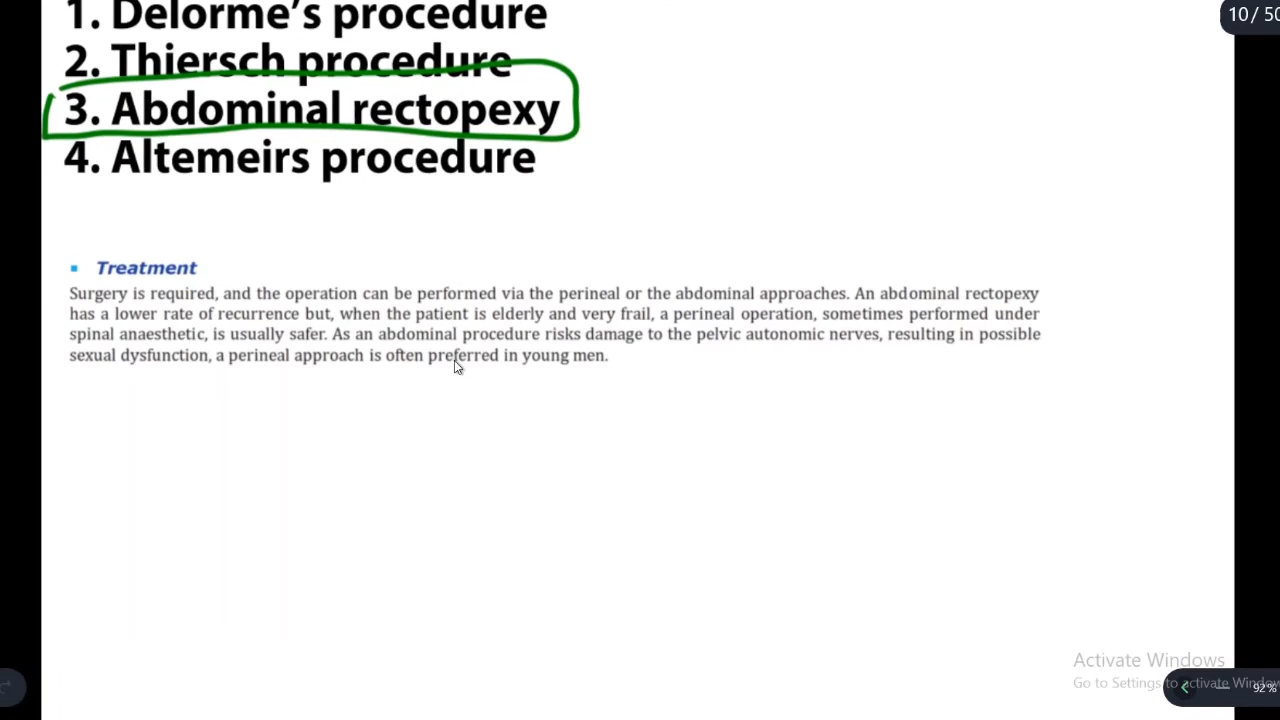 1. Delorme's procedure
2. Thiersch procedure
3. Abdominal rectopexy
4. Altemeirs procedure
Treatment
Surgery is required, and the operation can be performed via the perineal or the abdominal approaches. An abdominal rectopexy
has a lower rate of recurrence but, when the patient is elderly and very frail, a perineal operation, sometimes performed under
spinal anaesthetic, is usually safer. As an abdominal procedure risks damage to the pelvic autonomic nerves, resulting in possible
sexual dysfunction, a perineal approach is often preferred in young men.
10 / 50
Activate Windows
Go to Settings to activate Window
92%